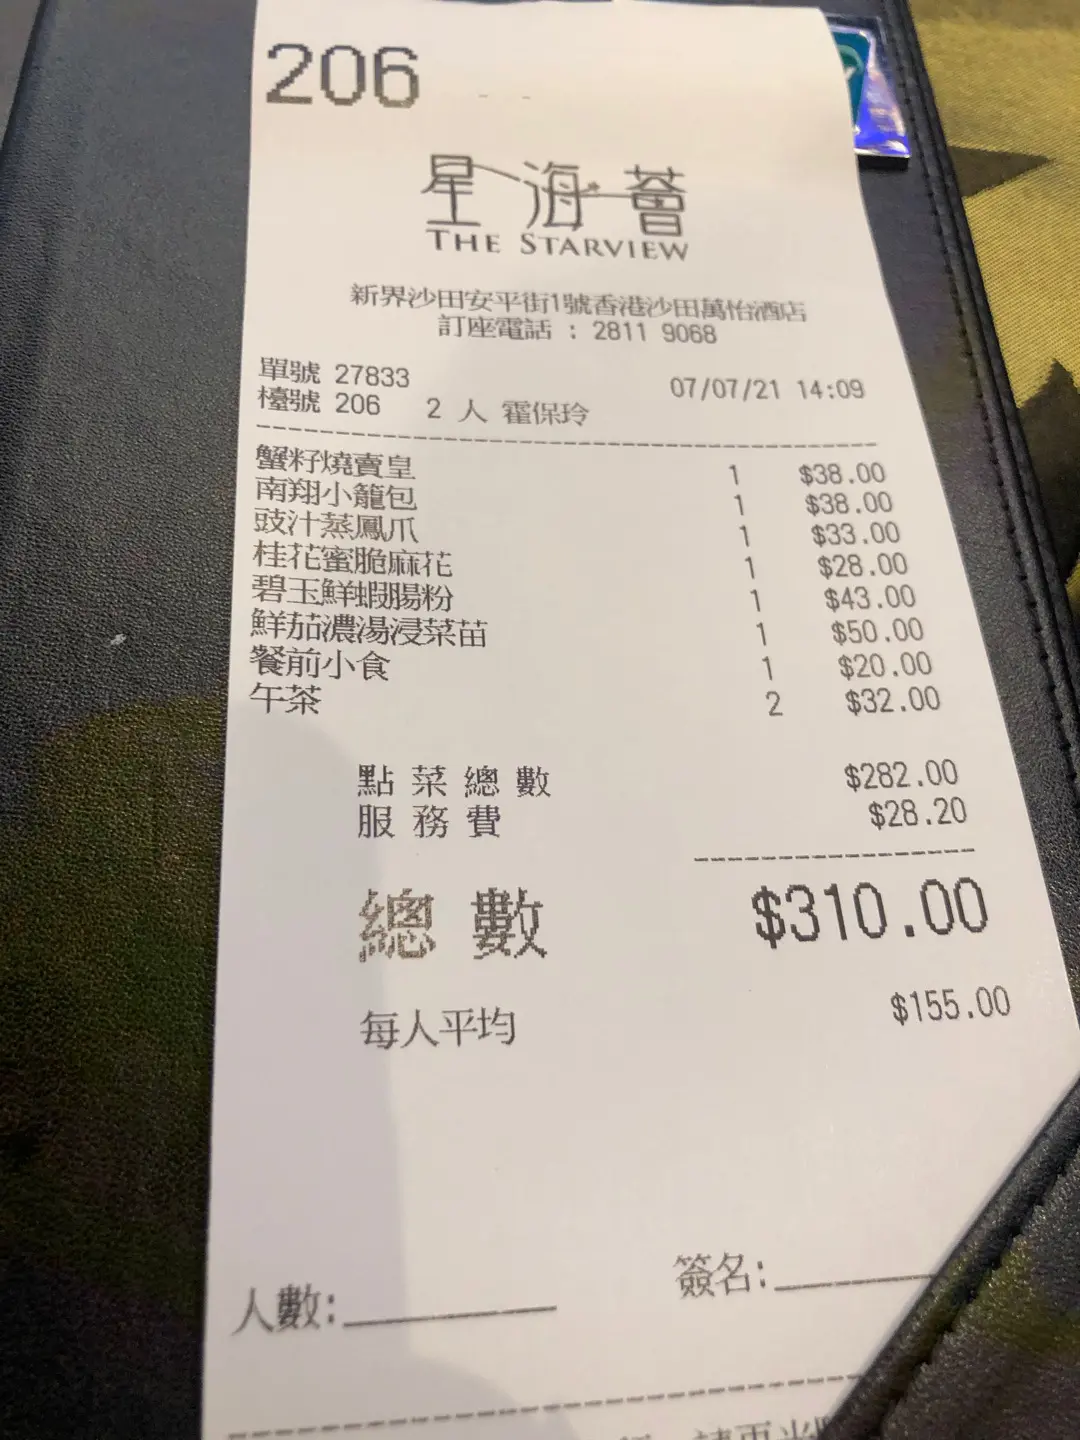 206
星海薈
THE STARVIEW
新界沙田安平街1號香港沙田萬怡酒店
訂座電話 : 2811 9068
單號 27833 07/07/21 14:09
檯號 206 2 人 霍保玲
蟹籽燒賣皇 1 $38.00
南翔小籠包 1 $38.00
豉汁蒸鳳爪 1 $33.00
桂花蜜脆麻花 1 $28.00
碧玉鮮蝦腸粉 1 $43.00
鮮茄濃湯浸菜苗 1 $50.00
餐前小食 1 $20.00
午茶 2 $32.00
點菜總數 $282.00
服務費 $28.20
總數 $310.00
每人平均 $155.00
人數: 簽名: